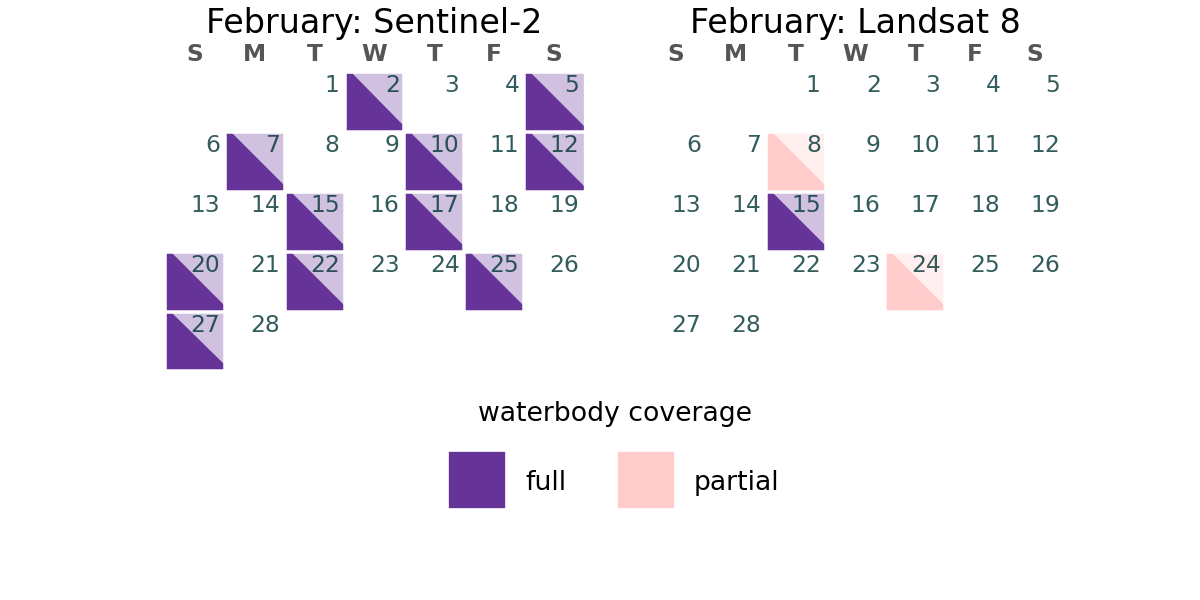 February: Sentinel-2
S M T W T F S
1 2 3 4 5
6 7 8 9 10 11 12
13 14 15 16 17 18 19
20 21 22 23 24 25 26
27 28
February: Landsat 8
S M T W T F S
1 2 3 4 5
6 7 8 9 10 11 12
13 14 15 16 17 18 19
20 21 22 23 24 25 26
27 28
waterbody coverage
full partial